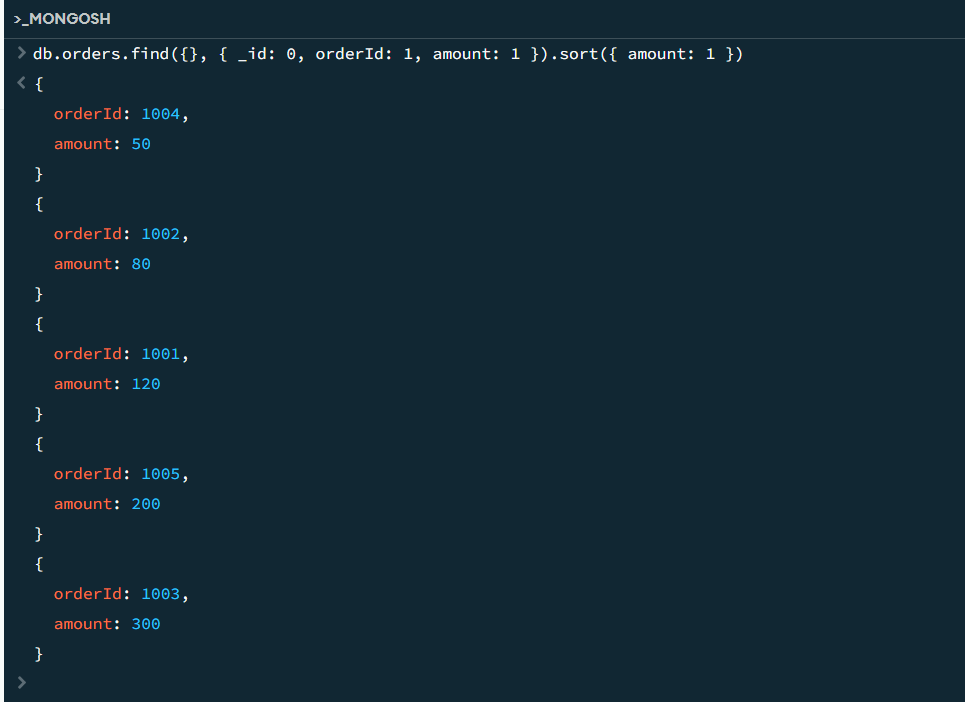 >_MONGOSH
> db.orders.find({}, { _id: 0, orderId: 1, amount: 1 }).sort({ amount: 1 })
< {
orderId: 1004,
amount: 50
}
{
orderId: 1002,
amount: 80
}
{
orderId: 1001,
amount: 120
}
{
orderId: 1005,
amount: 200
}
{
orderId: 1003,
amount: 300
}
>